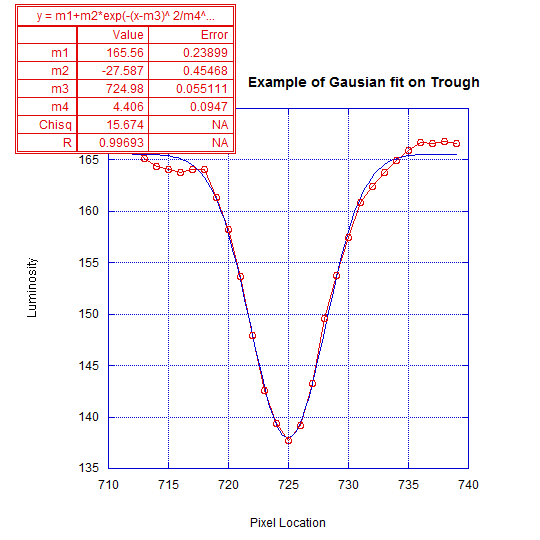 y = m1+m2*exp(-(x-m3)^ 2/m4^...
Value Error
m1 165.56 0.23899
m2 -27.587 0.45468
m3 724.98 0.055111
m4 4.406 0.0947
Chisq 15.674 NA
R 0.99693 NA
Example of Gausian fit on Trough
165
160
155
150
145
140
135
Luminosity
710 715 720 725 730 735 740
Pixel Location